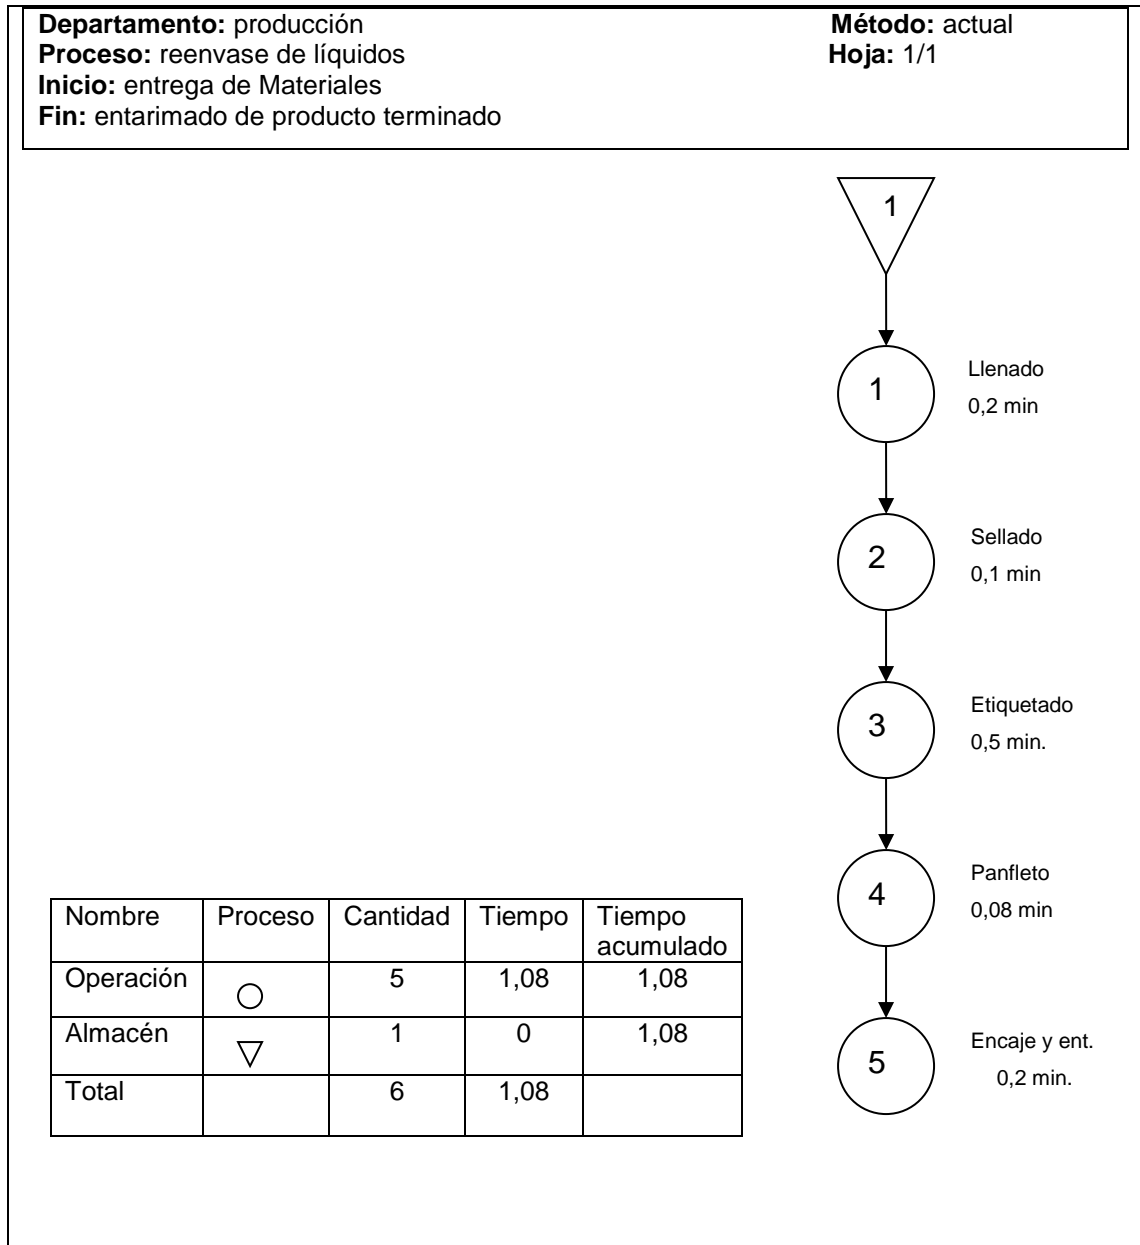 Departamento: producción Método: actual
Proceso: reenvase de líquidos Hoja: 1/1
Inicio: entrega de Materiales
Fin: entarimado de producto terminado
1
1
Llenado
0,2 min
2
Sellado
0,1 min
3
Etiquetado
0,5 min.
4
Panfleto
0,08 min
5
Encaje y ent.
0,2 min.
Nombre Proceso Cantidad Tiempo Tiempo
acumulado
Operación 5 1,08 1,08
Almacén 1 0 1,08
Total 6 1,08